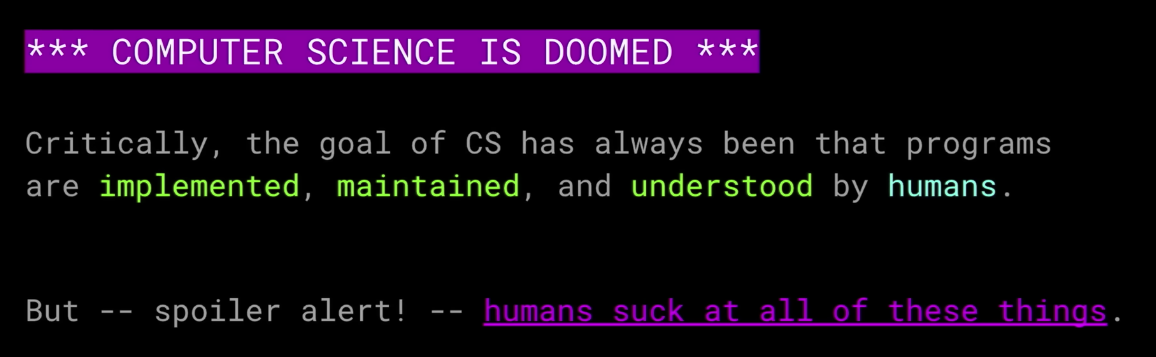 *** COMPUTER SCIENCE IS DOOMED ***
Critically, the goal of CS has always been that programs
are implemented, maintained, and understood by humans.
But -- spoiler alert! -- humans suck at all of these things.